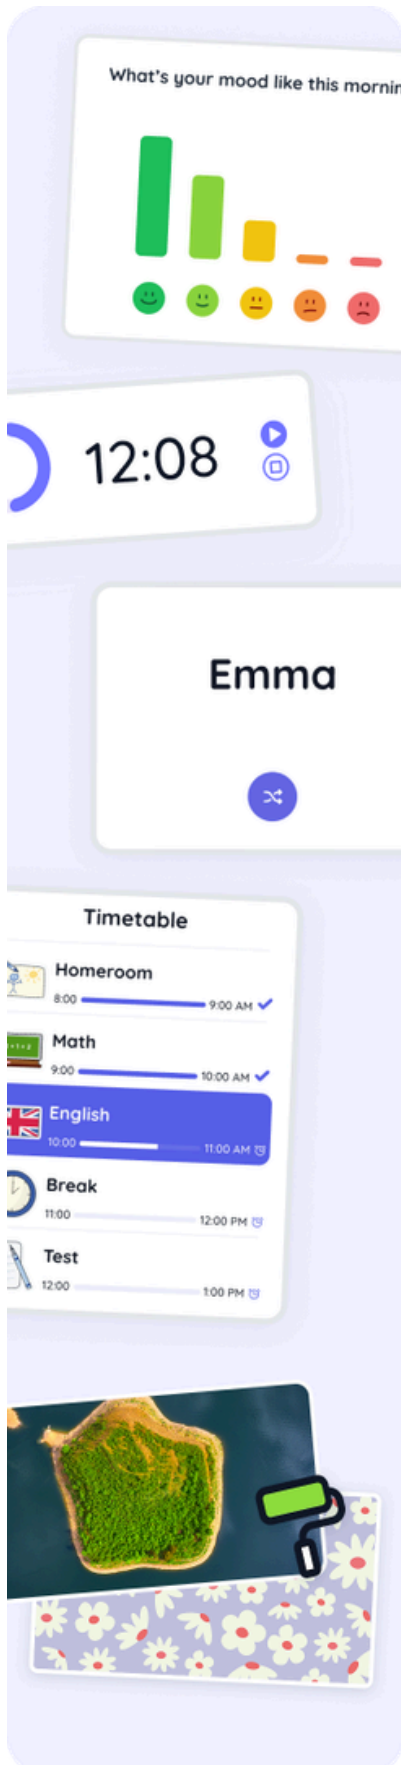 What's your mood like this mornin
12:08
Emma
Timetable
Homeroom
8:00 9:00 AM
Math
9:00 10:00 AM
English
10:00 11:00 AM
Break
11:00 12:00 PM
Test
12:00 1:00 PM